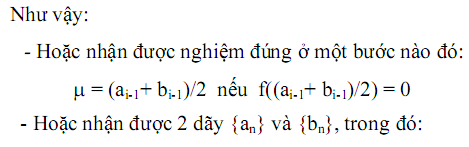 Như vậy:
- Hoặc nhận được nghiệm đúng ở một bước nào đó:
μ = (aᵢ₋₁+ bᵢ₋₁)/2 nếu f((aᵢ₋₁+ bᵢ₋₁)/2) = 0
- Hoặc nhận được 2 dãy {aₙ} và {bₙ}, trong đó: